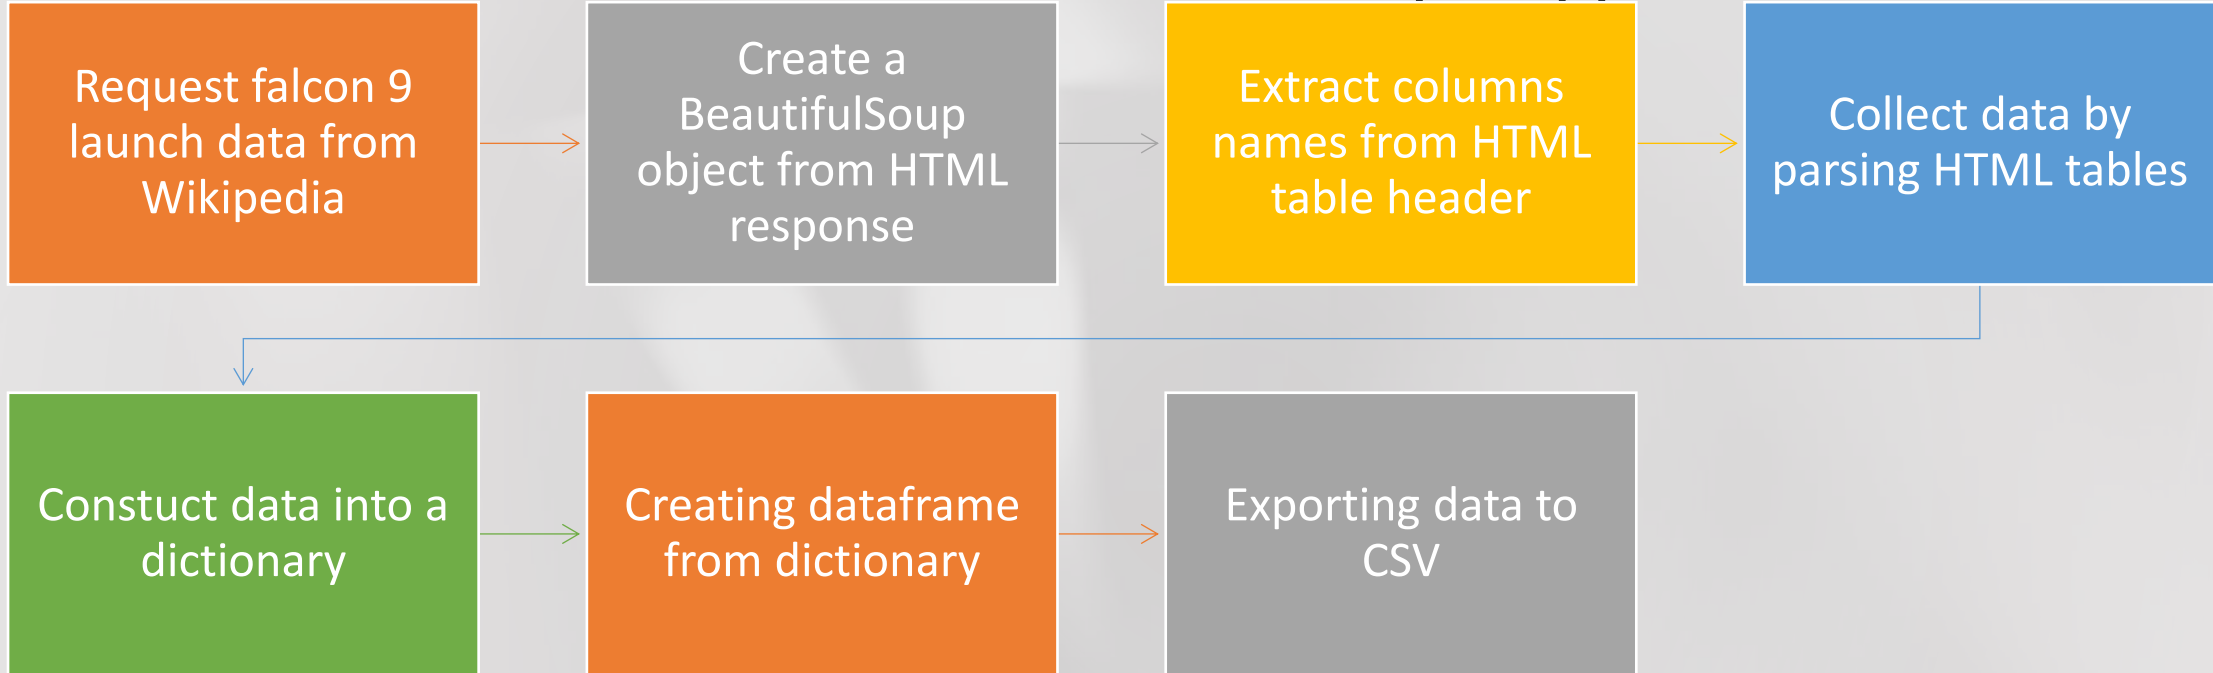 Request falcon 9
launch data from
Wikipedia
Create a
BeautifulSoup
object from HTML
response
Extract columns
names from HTML
table header
Collect data by
parsing HTML tables
Constuct data into a
dictionary
Creating dataframe
from dictionary
Exporting data to
CSV